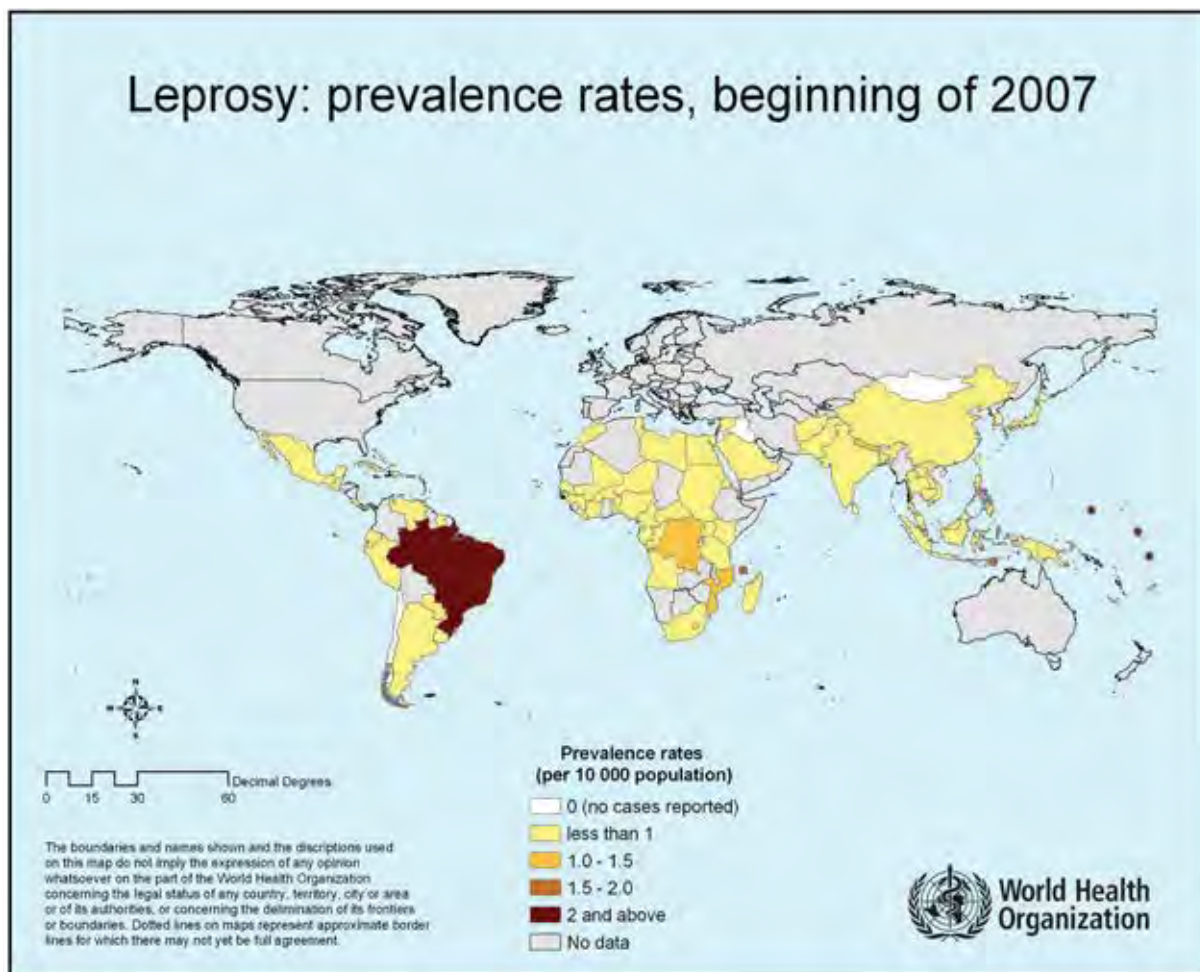 Leprosy: prevalence rates, beginning of 2007
N
W
E
S
Decimal Degrees
0 15 30 60
The boundaries and names shown and the discriptions used
on this map do not imply the expression of any opinion
whatsoever on the part of the World Health Organization
concerning the legal status of any country, territory, city or area
or of its authorities, or concerning the delimination of its frontiers
or boundaries. Dotted lines on maps represent approximate border
lines for which there may not yet be full agreement.
Prevalence rates
(per 10 000 population)
0 (no cases reported)
less than 1
1.0 - 1.5
1.5 - 2.0
2 and above
No data
World Health
Organization